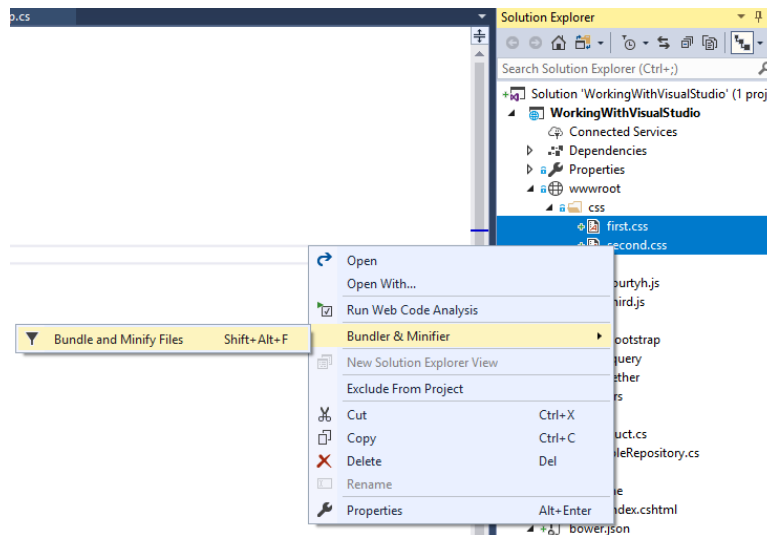 p.cs
Solution Explorer
Search Solution Explorer (Ctrl+;)
Solution 'WorkingWithVisualStudio' (1 proj
WorkingWithVisualStudio
Connected Services
Dependencies
Properties
wwwroot
css
first.css
second.css
Open
Open With...
Run Web Code Analysis
Bundler & Minifier
New Solution Explorer View
Exclude From Project
Cut Ctrl+X
Copy Ctrl+C
Delete Del
Rename
Properties Alt+Enter
Bundle and Minify Files Shift+Alt+F
ourtyh.js
ird.js
ootstrap
query
ether
rs
uct.cs
leRepository.cs
e
dex.cshtml
bower.json